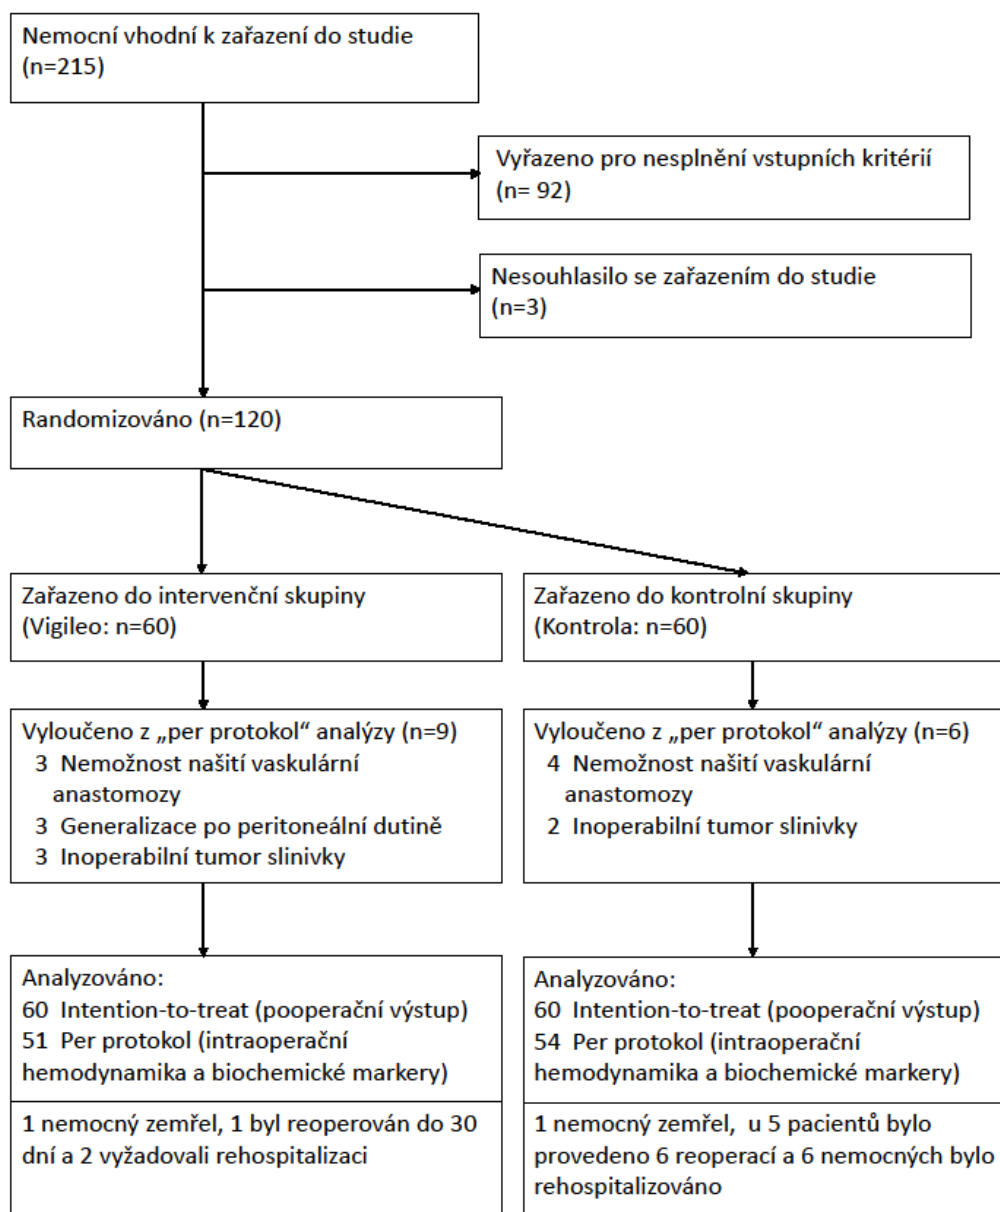 Nemocní vhodní k zařazení do studie
(n=215)
Vyřazeno pro nesplnění vstupních kritérií
(n= 92)
Nesouhlasilo se zařazením do studie
(n=3)
Randomizováno (n=120)
Zařazeno do intervenční skupiny
(Vigileo: n=60)
Zařazeno do kontrolní skupiny
(Kontrola: n=60)
Vyloučeno z „per protokol“ analýzy (n=9)
3 Nemožnost našití vaskulární
anastomozy
3 Generalizace po peritoneální dutině
3 Inoperabilní tumor slinivky
Vyloučeno z „per protokol“ analýzy (n=6)
4 Nemožnost našití vaskulární
anastomozy
2 Inoperabilní tumor slinivky
Analyzováno:
60 Intention-to-treat (pooperační výstup)
51 Per protokol (intraoperační
hemodynamika a biochemické markery)
1 nemocný zemřel, 1 byl reoperován do 30
dní a 2 vyžadovali rehospitalizaci
Analyzováno:
60 Intention-to-treat (pooperační výstup)
54 Per protokol (intraoperační
hemodynamika a biochemické markery)
1 nemocný zemřel, u 5 pacientů bylo
provedeno 6 reoperací a 6 nemocných bylo
rehospitalizováno